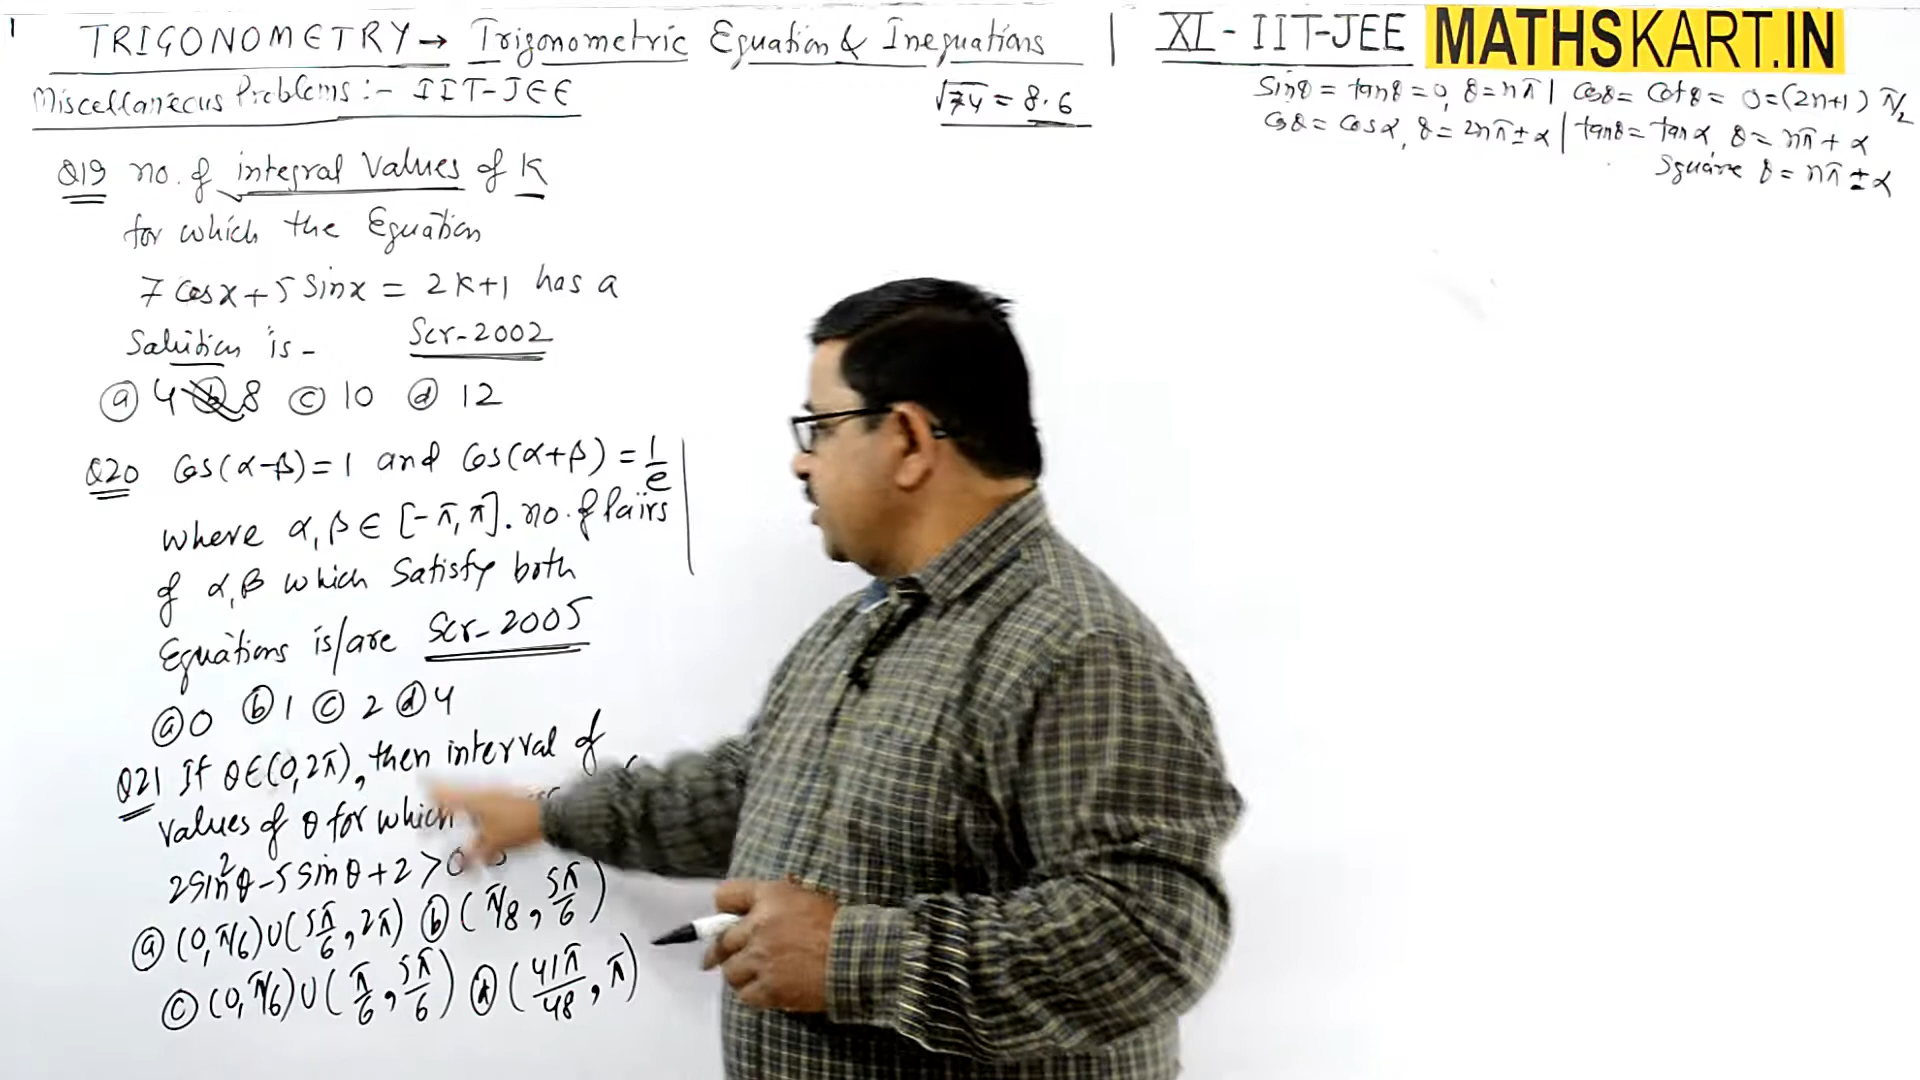 1
TRIGONOMETRY → Trigonometric Equation & Inequations | XI - IIT-JEE MATHSKART.IN
Miscellanecus Problems :- IIT-JEE
√74 = 8.6
Sinθ = tanθ = 0, θ = nπ | Cosθ = Cotθ = 0 = (2n+1) π/2
Cosθ = Cosα, θ = 2nπ ± α | tanθ = tanα, θ = nπ + α
Square θ = nπ ± α
Q19 no. of integral Values of K
for which the Equation
7 Cosx + 5 Sinx = 2K+1 has a
Solution is - Scr-2002
ⓐ 4 ⓑ 8 ⓒ 10 ⓓ 12
Q20 Cos(α-β) = 1 and Cos(α+β) = 1/e
where α, β ∈ [-π, π]. no. of Pairs
of α, β which Satisfy both
Equations is/are Scr-2005
ⓐ 0 ⓑ 1 ⓒ 2 ⓓ 4
Q21 If θ∈(0,2π), then interval of
values of θ for which
2Sin²θ - 5 Sinθ + 2 > 0
ⓐ (0, π/6) ∪ (5π/6, 2π) ⓑ (π/8, 5π/6)
ⓒ (0, π/6) ∪ (π/6, 5π/6) ⓓ (41π/48, π)